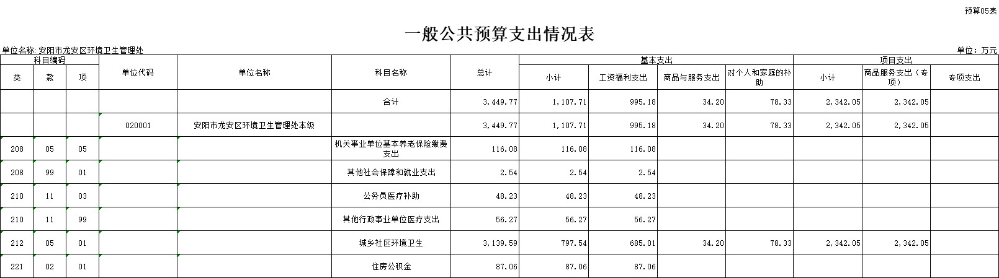 预算05表
一般公共预算支出情况表
单位名称: 安阳市龙安区环境卫生管理处 单位：万元
科目编码 单位代码 单位名称 科目名称 总计 基本支出 项目支出
类 款 项 小计 工资福利支出 商品与服务支出 对个人和家庭的补
助 小计 商品服务支出（专
项） 专项支出
合计 3,449.77 1,107.71 995.18 34.20 78.33 2,342.05 2,342.05
020001 安阳市龙安区环境卫生管理处本级 3,449.77 1,107.71 995.18 34.20 78.33 2,342.05 2,342.05
208 05 05 机关事业单位基本养老保险缴费
支出 116.08 116.08 116.08
208 99 01 其他社会保障和就业支出 2.54 2.54 2.54
210 11 03 公务员医疗补助 48.23 48.23 48.23
210 11 99 其他行政事业单位医疗支出 56.27 56.27 56.27
212 05 01 城乡社区环境卫生 3,139.59 797.54 685.01 34.20 78.33 2,342.05 2,342.05
221 02 01 住房公积金 87.06 87.06 87.06